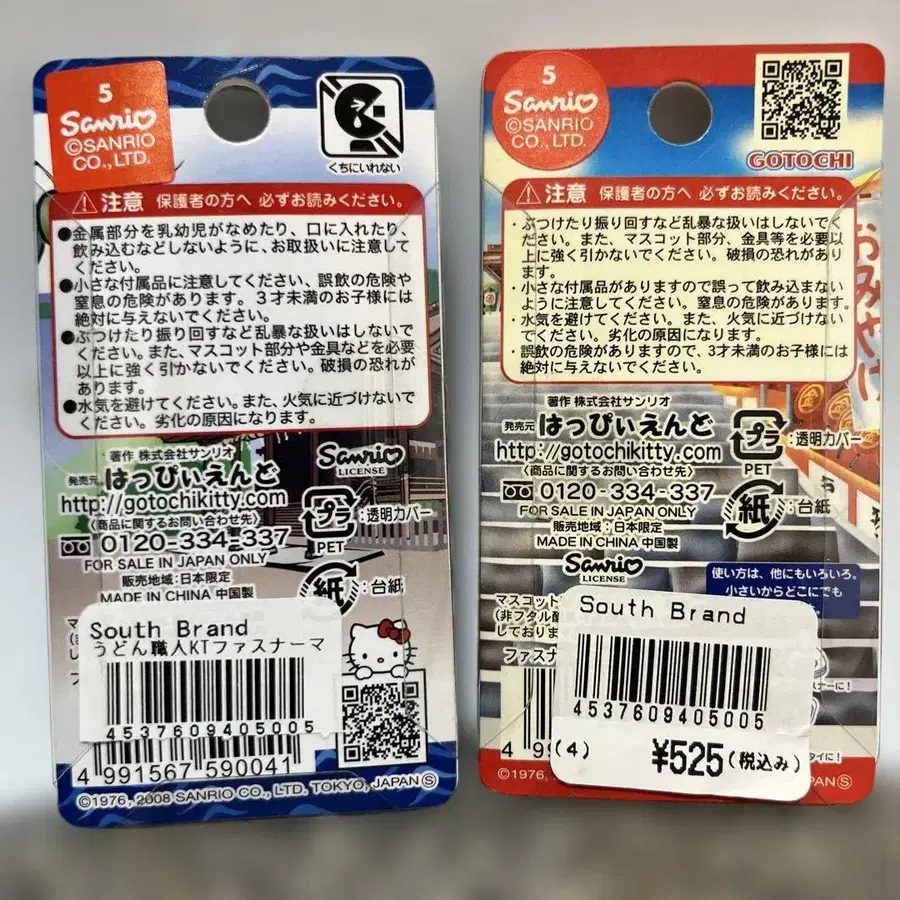 5
Sanrio
©SANRIO
CO., LTD.
くちにいれない
注意 保護者の方へ 必ずお読みください。
●金属部分を乳幼児がなめたり、口に入れたり、
飲み込むなどしないように、お取扱いに注意して
ください。
●小さな付属品に注意してください、誤飲の危険や
窒息の危険があります。3才未満のお子様には
絶対に与えないでください。
●ぶつけたり振り回すなど乱暴な扱いはしないで
ください。また、マスコット部分や金具などを必要
以上に強く引かないでください。破損の恐れが
あります。
●水気を避けてください。また、火気に近づけないで
ください。劣化の原因になります。
著作 株式会社サンリオ
発売元 はっぴぃえんど
http://gotochikitty.com
〈商品に関するお問い合わせ先〉
0120-334-337
FOR SALE IN JAPAN ONLY
販売地域:日本限定
MADE IN CHINA 中国製
Sanrio
LICENSE
プラ :透明カバー
PET
紙 :台紙
South Brand
うどん職人KTファスナーマ
4537609405005
4 991567 590041
©1976, 2008 SANRIO CO., LTD. TOKYO, JAPAN Ⓢ
5
Sanrio
©SANRIO
CO., LTD.
GOTOCHI
注意 保護者の方へ 必ずお読みください。
・ぶつけたり振り回すなど乱暴な扱いはしないでく
ださい。また、マスコット部分、金具等を必要以
上に強く引かないでください。破損の恐れがあり
ます。
・小さな付属品がありますので誤って飲み込まない
ように注意してください。窒息の危険があります。
・水気を避けてください。また、火気に近づけない
でください。劣化の原因になります。
・誤飲の危険がありますので、3才未満のお子様には
絶対に与えないでください。
おみせ
著作 株式会社サンリオ
発売元 はっぴぃえんど
http://gotochikitty.com
〈商品に関するお問い合わせ先〉
0120-334-337
FOR SALE IN JAPAN ONLY
販売地域:日本限定
MADE IN CHINA 中国製
Sanrio
LICENSE
プラ :透明カバー
PET
紙 :台紙
使い方は、他にもいろいろ。
小さいからどこにでも
マスコット
(非フタル酸
しておりま
ファスナー
South Brand
4537609405005
(4)
¥525(税込み)
4 9
©1976,
JAPAN Ⓢ